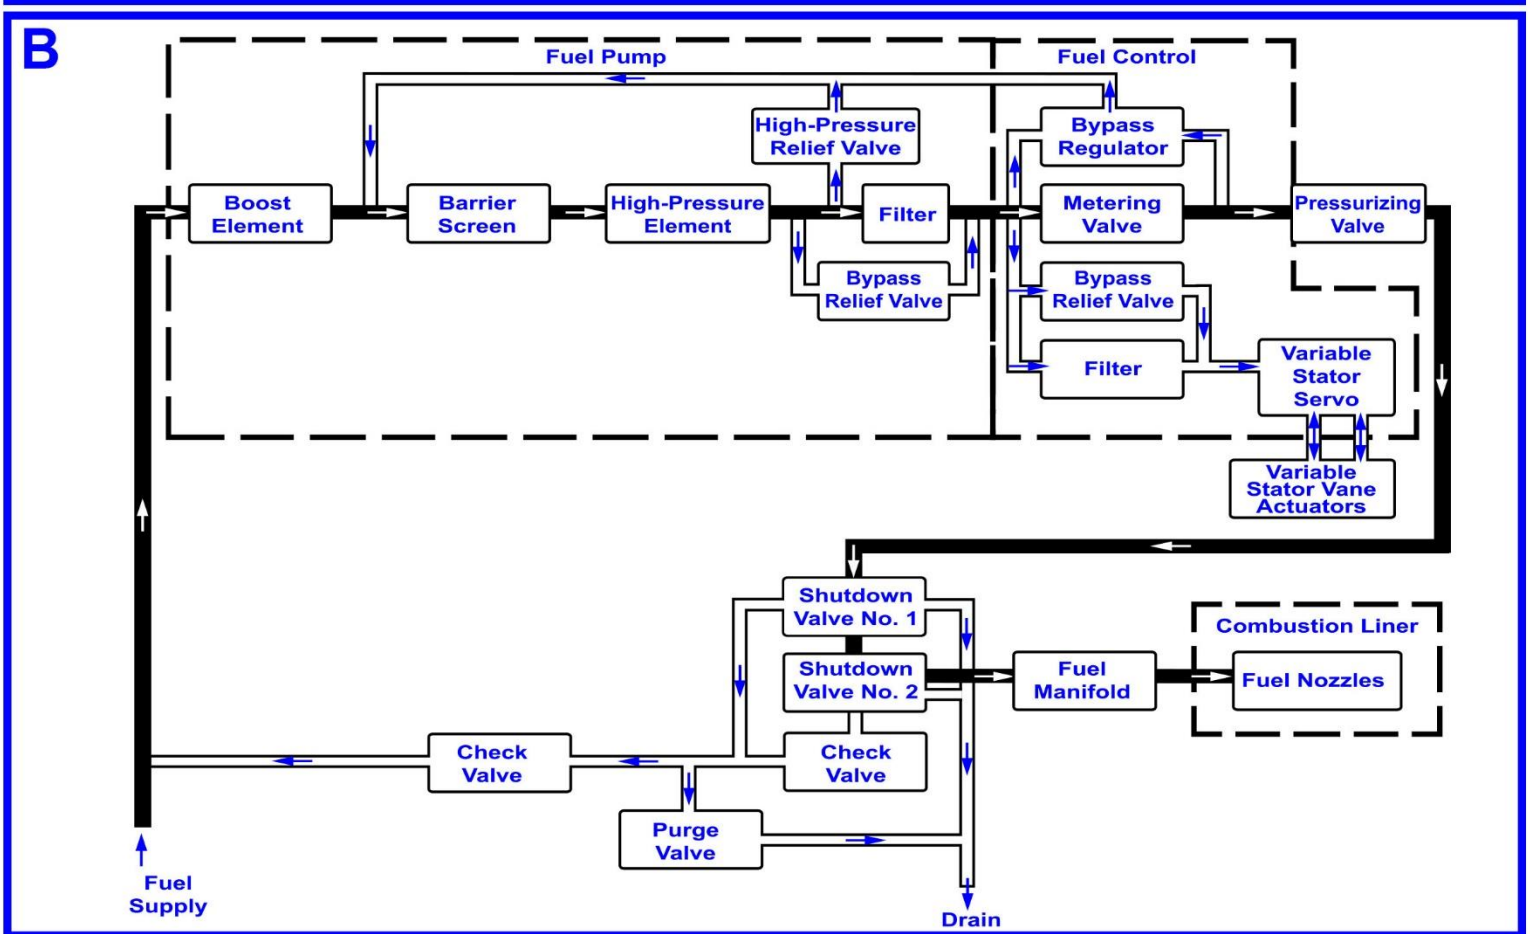 B
Fuel Pump
Fuel Control
High-Pressure
Relief Valve
Bypass
Regulator
Boost
Element
Barrier
Screen
High-Pressure
Element
Filter
Metering
Valve
Pressurizing
Valve
Bypass
Relief Valve
Bypass
Relief Valve
Filter
Variable
Stator
Servo
Variable
Stator Vane
Actuators
Shutdown
Valve No. 1
Shutdown
Valve No. 2
Fuel
Manifold
Combustion Liner
Fuel Nozzles
Check
Valve
Check
Valve
Purge
Valve
Fuel
Supply
Drain